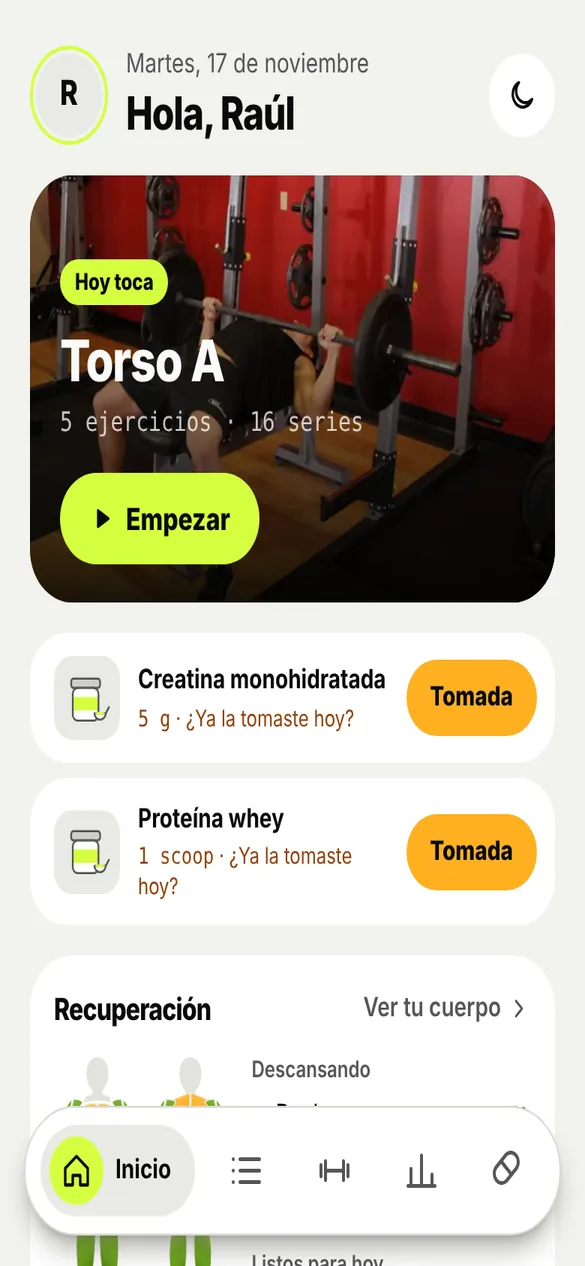 Martes, 17 de noviembre
R
Hola, Raúl
Hoy toca
Torso A
5 ejercicios · 16 series
Empezar
Creatina monohidratada
5 g · ¿Ya la tomaste hoy?
Tomada
Proteína whey
1 scoop · ¿Ya la tomaste
hoy?
Tomada
Recuperación
Ver tu cuerpo
Descansando
Inicio
Listos para hoy